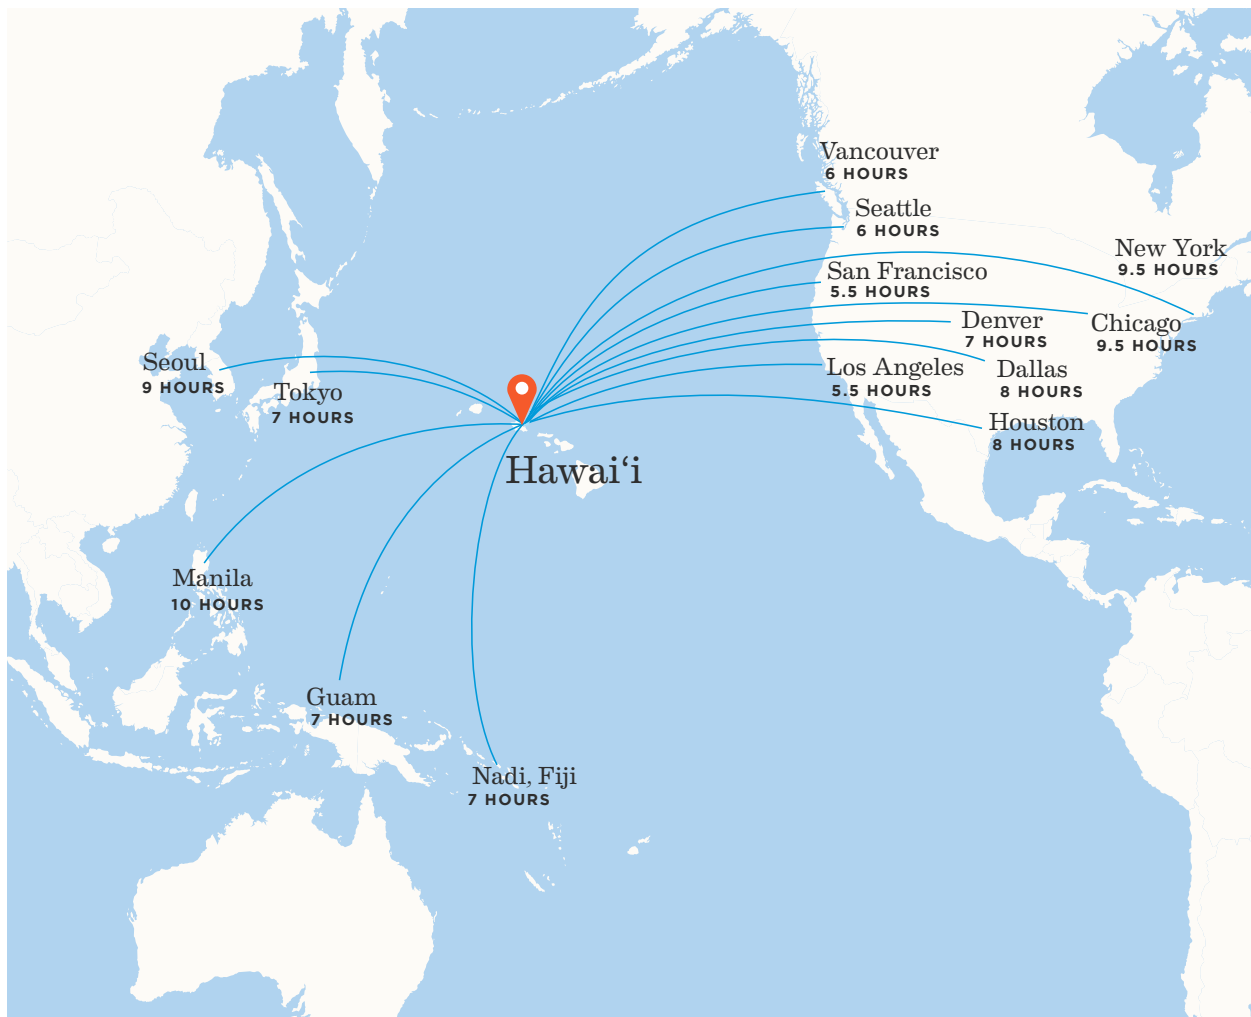 Vancouver
6 HOURS
Seattle
6 HOURS
New York
9.5 HOURS
San Francisco
5.5 HOURS
Denver
7 HOURS
Chicago
9.5 HOURS
Seoul
9 HOURS
Tokyo
7 HOURS
Los Angeles
5.5 HOURS
Dallas
8 HOURS
Houston
8 HOURS
Hawai‘i
Manila
10 HOURS
Guam
7 HOURS
Nadi, Fiji
7 HOURS